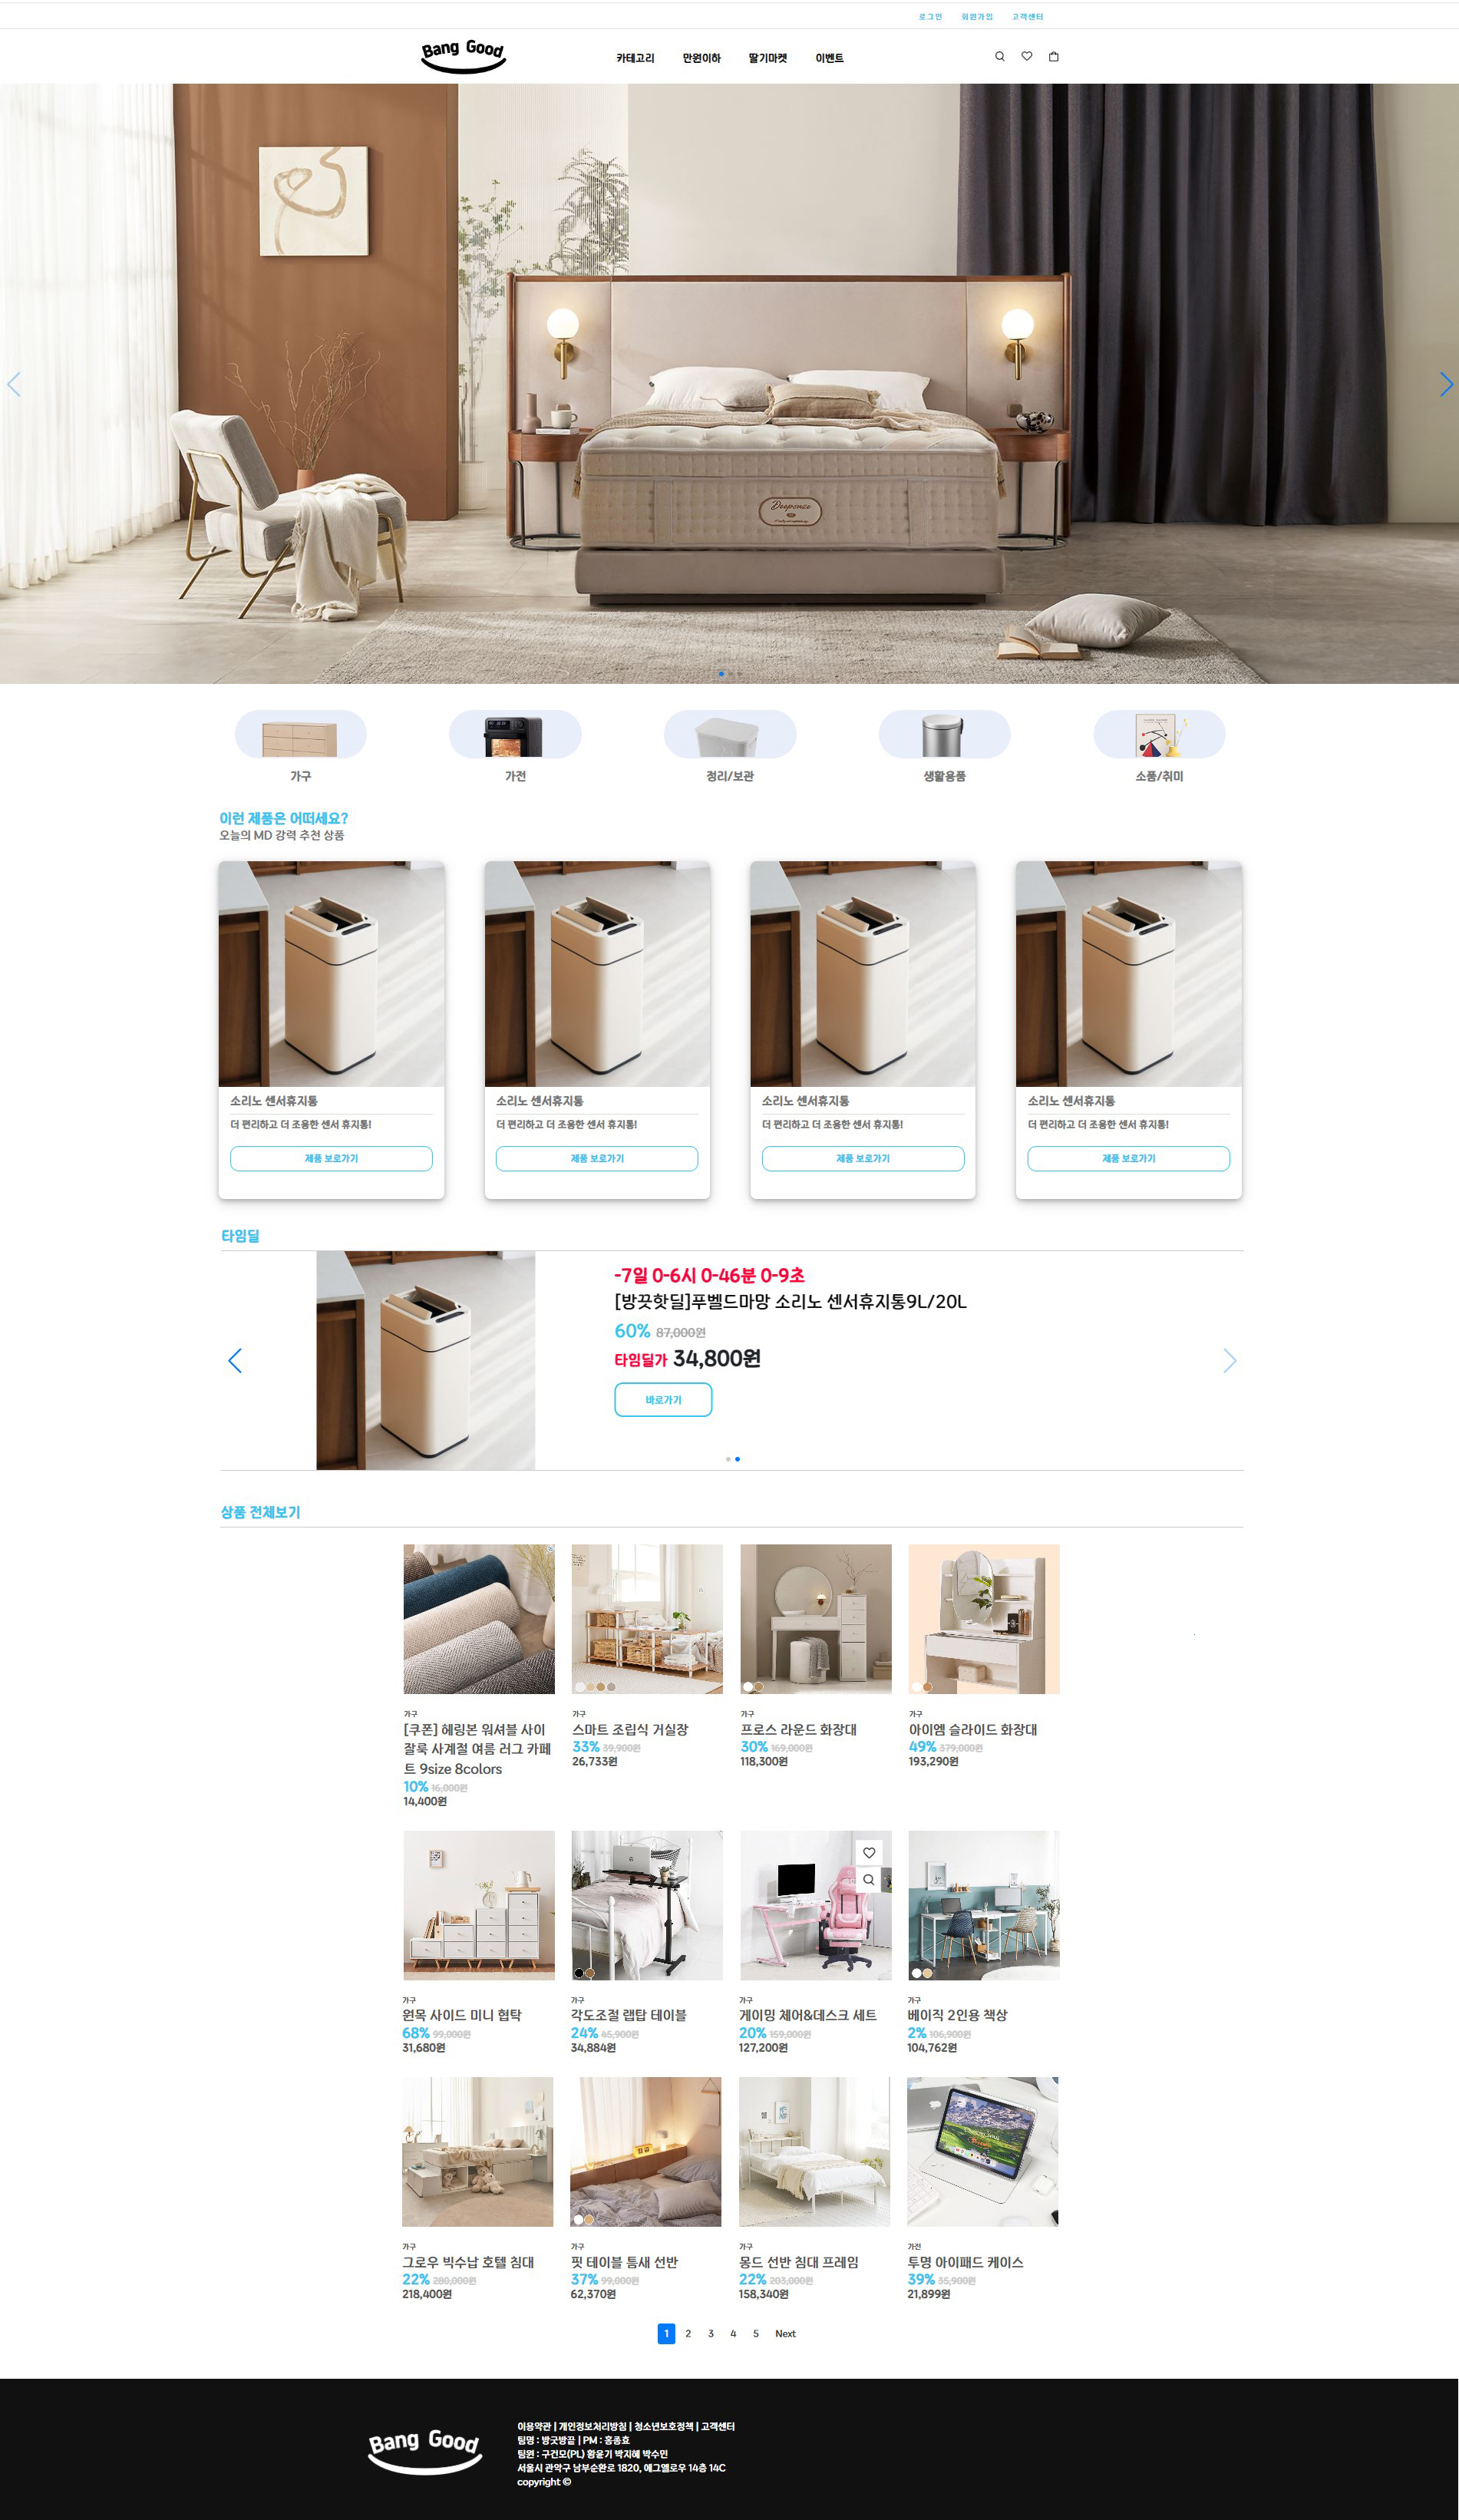 로그인 회원가입 고객센터
Bang Good
카테고리 만원이하 딸기마켓 이벤트
Deepenze
가구 가전 정리/보관 생활용품 소품/취미
이런 제품은 어떠세요?
오늘의 MD 강력 추천 상품
소리노 센서휴지통 소리노 센서휴지통 소리노 센서휴지통 소리노 센서휴지통
더 편리하고 더 조용한 센서 휴지통! 더 편리하고 더 조용한 센서 휴지통! 더 편리하고 더 조용한 센서 휴지통! 더 편리하고 더 조용한 센서 휴지통!
제품 보로가기 제품 보로가기 제품 보로가기 제품 보로가기
타임딜
-7일 0-6시 0-46분 0-9초
[방끗핫딜]푸벨드마망 소리노 센서휴지통9L/20L
60% 87,000원
타임딜가 34,800원
바로가기
상품 전체보기
가구
[쿠폰] 헤링본 워셔블 사이
잘룩 사계절 여름 러그 카페
트 9size 8colors
10% 16,000원
14,400원
가구
스마트 조립식 거실장
33% 39,900원
26,733원
가구
프로스 라운드 화장대
30% 169,000원
118,300원
가구
아이엠 슬라이드 화장대
49% 379,000원
193,290원
가구
원목 사이드 미니 협탁
68% 99,000원
31,680원
가구
각도조절 랩탑 테이블
24% 45,900원
34,884원
가구
게이밍 체어&데스크 세트
20% 159,000원
127,200원
가구
베이직 2인용 책상
2% 106,900원
104,762원
가구
그로우 빅수납 호텔 침대
22% 280,000원
218,400원
가구
핏 테이블 틈새 선반
37% 99,000원
62,370원
가구
몽드 선반 침대 프레임
22% 203,000원
158,340원
가전
투명 아이패드 케이스
39% 35,900원
21,899원
1 2 3 4 5 Next
Bang Good
이용약관 | 개인정보처리방침 | 청소년보호정책 | 고객센터
팀명 : 방굿방끝 | PM : 홍종효
팀원 : 구건모(PL) 황윤기 박지혜 박수민
서울시 관악구 남부순환로 1820, 에그옐로우 14층 14C
copyright ©